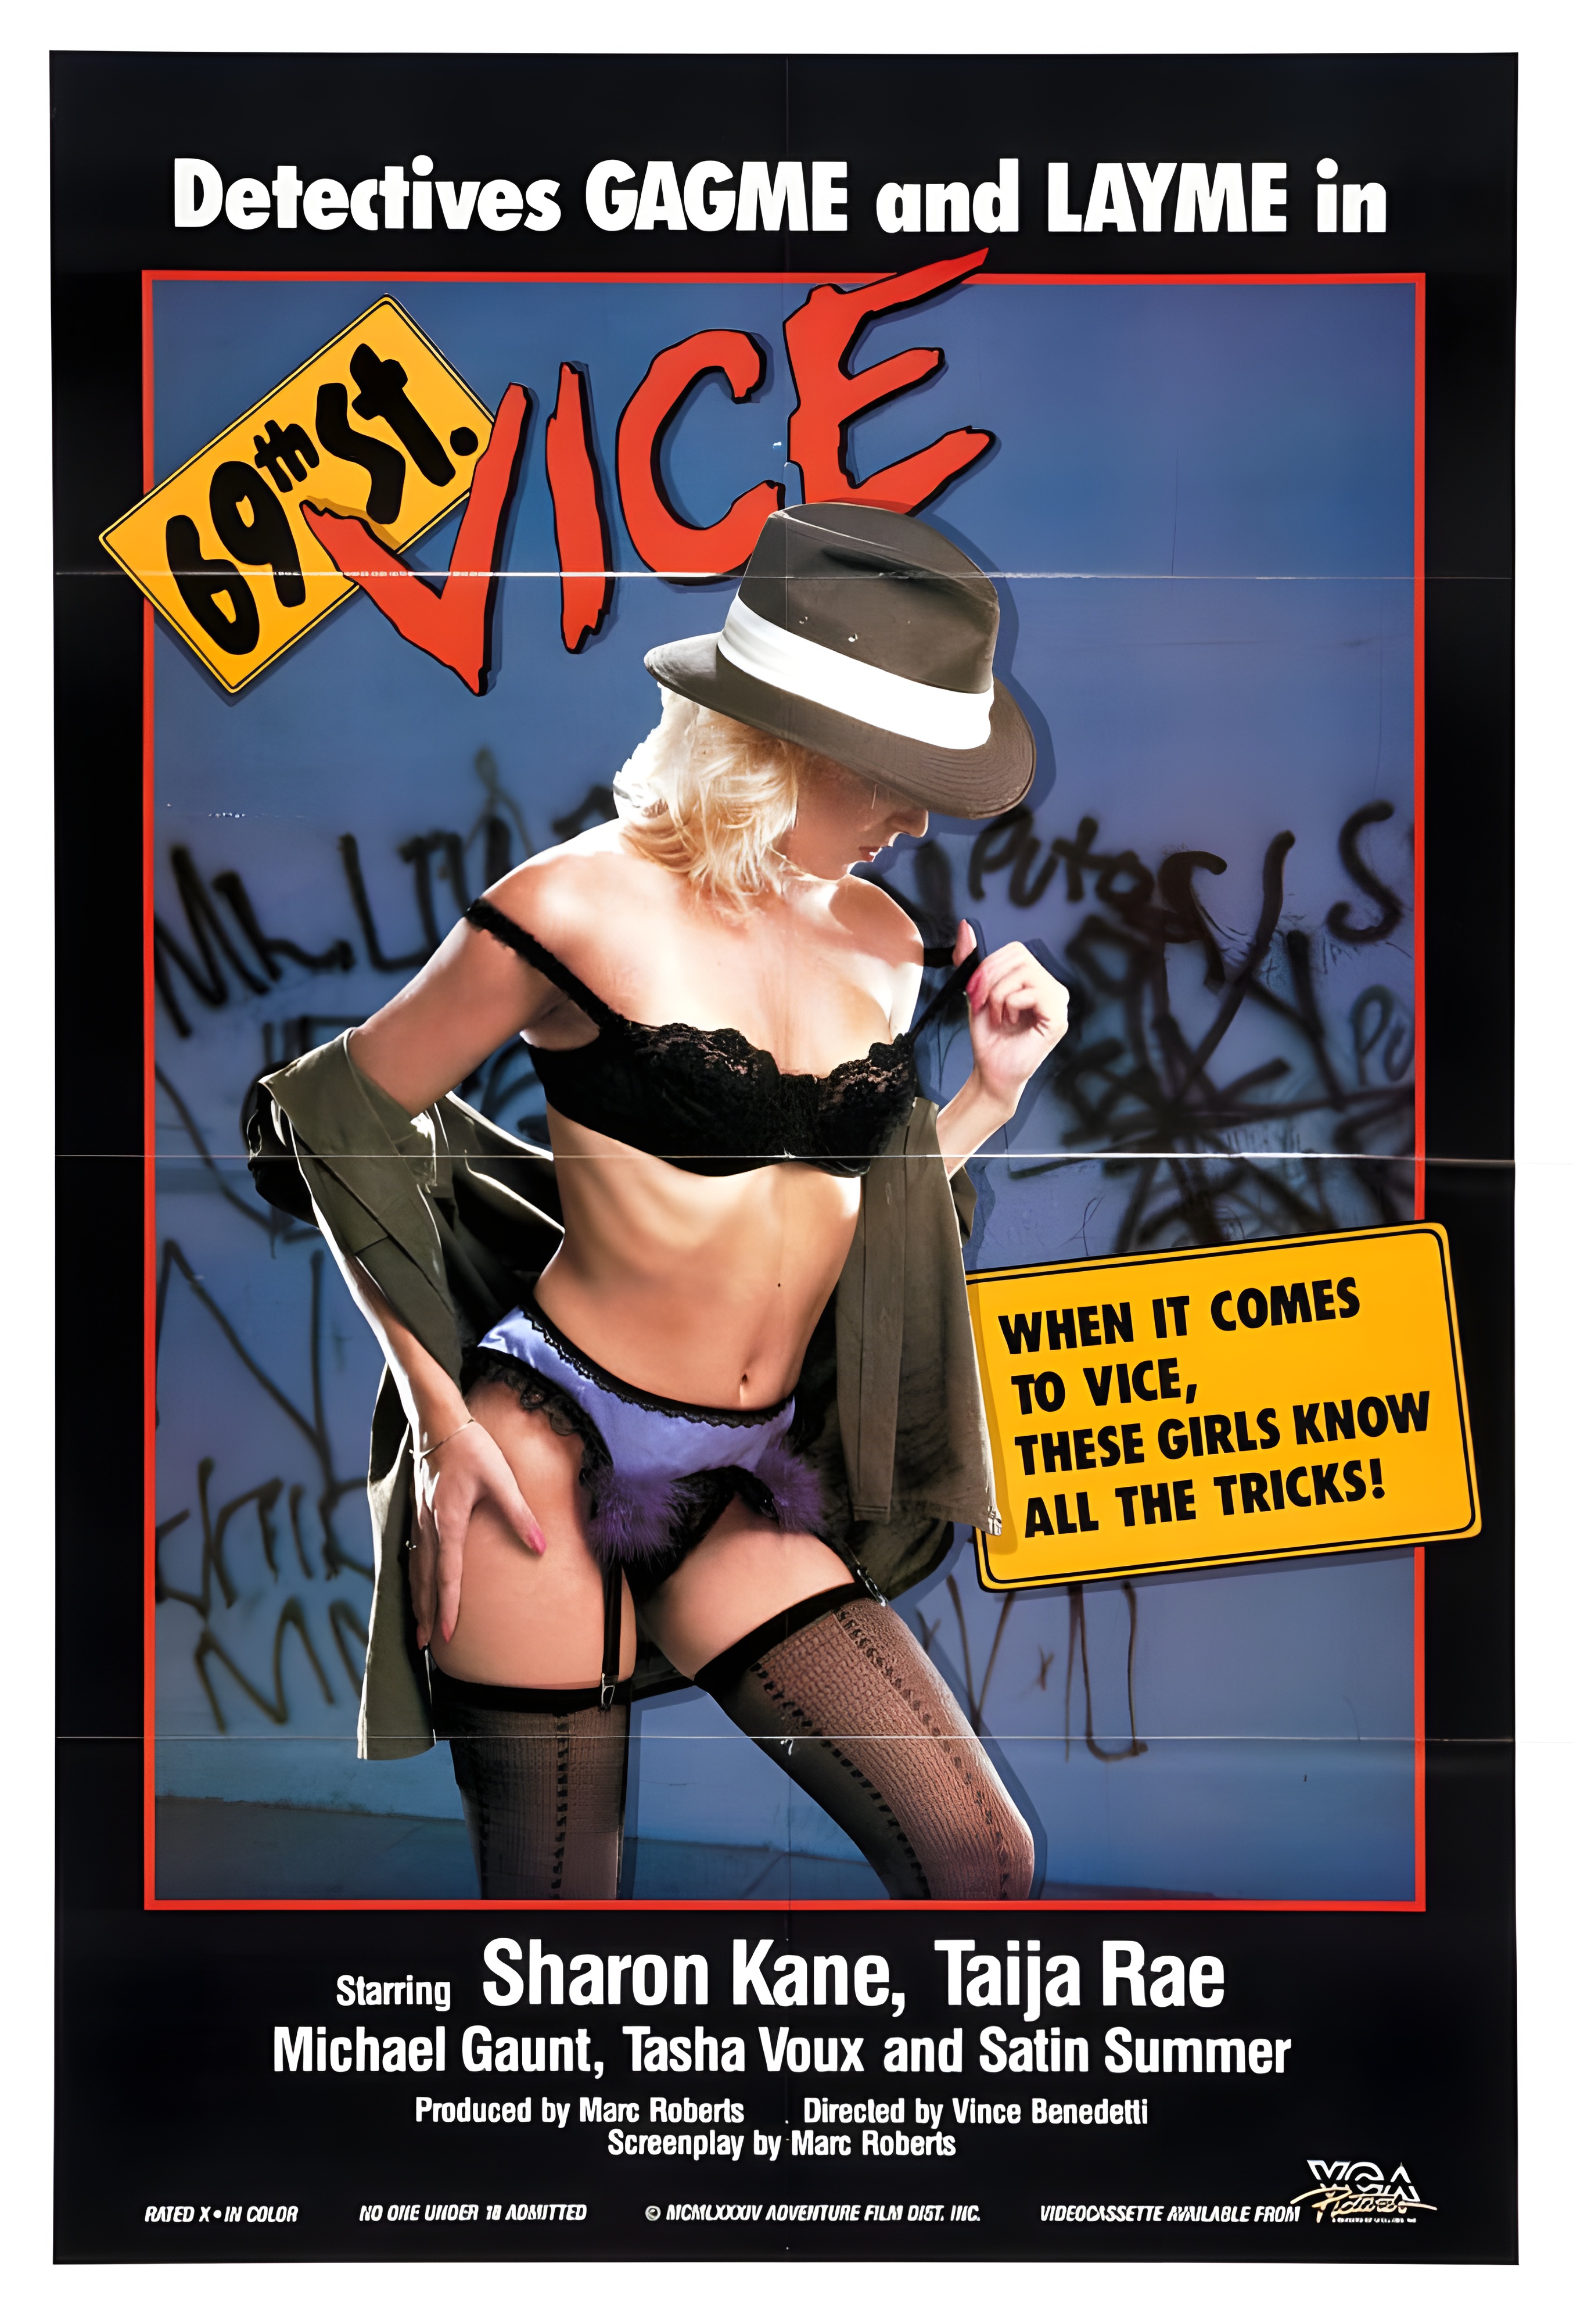 Detectives GAGME and LAYME in
69th St.
VICE
WHEN IT COMES
TO VICE,
THESE GIRLS KNOW
ALL THE TRICKS!
Starring Sharon Kane, Taija Rae
Michael Gaunt, Tasha Voux and Satin Summer
Produced by Marc Roberts Directed by Vince Benedetti
Screenplay by Marc Roberts
RATED X • IN COLOR NO ONE UNDER 18 ADMITTED © MCMLXXXIV ADVENTURE FILM DIST. INC. VIDEOCASSETTE AVAILABLE FROM VCA
Pictures